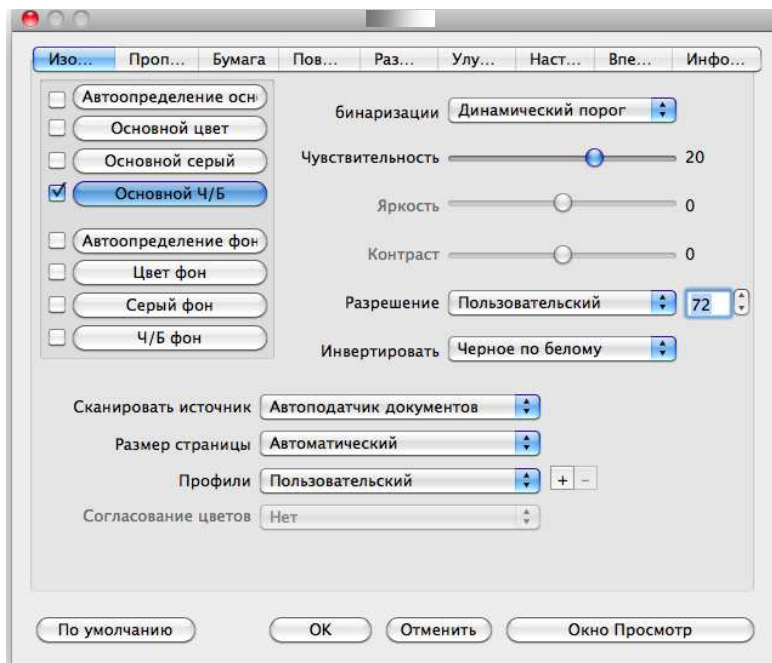 Изо... Проп... Бумага Пов... Раз... Улу... Наст... Впе... Инфо...
Автоопределение осн
Основной цвет
Основной серый
Основной Ч/Б
Автоопределение фон
Цвет фон
Серый фон
Ч/Б фон
бинаризации Динамический порог
Чувствительность 20
Яркость 0
Контраст 0
Разрешение Пользовательский 72
Инвертировать Черное по белому
Сканировать источник Автоподатчик документов
Размер страницы Автоматический
Профили Пользовательский + -
Согласование цветов Нет
По умолчанию OK Отменить Окно Просмотр